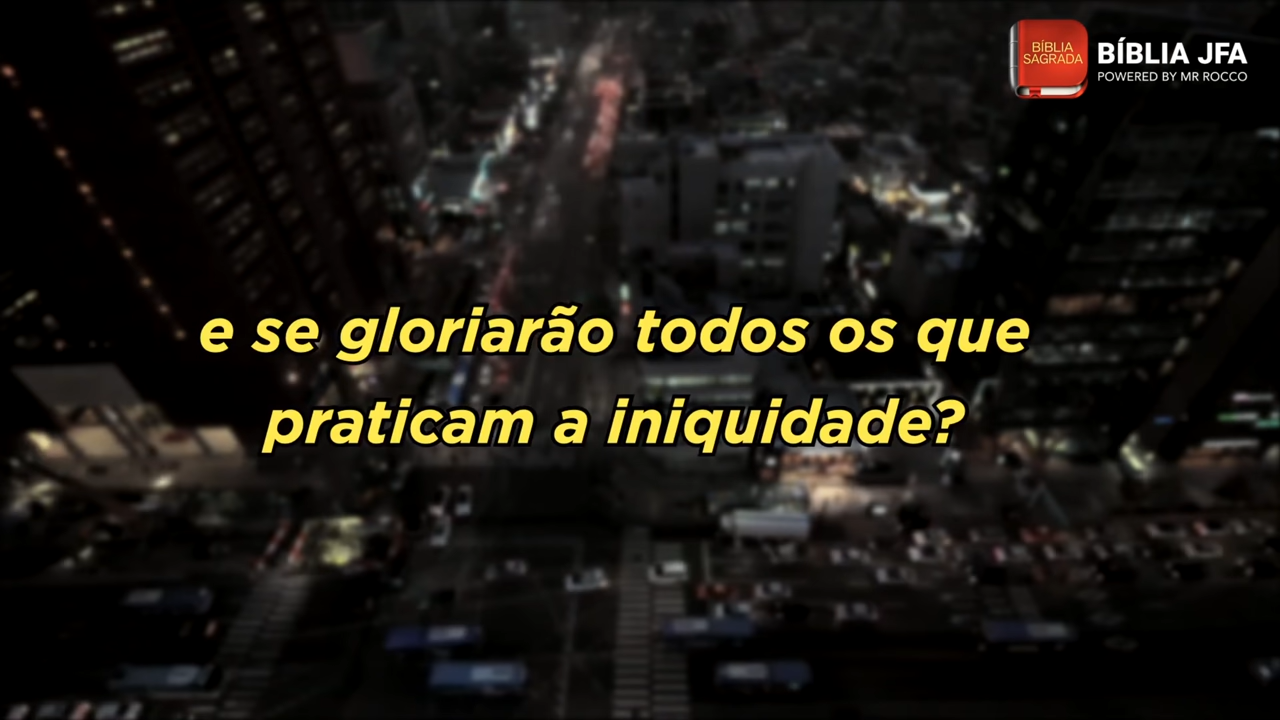 BÍBLIA
SAGRADA
BÍBLIA JFA
POWERED BY MR ROCCO
e se gloriarão todos os que
praticam a iniquidade?